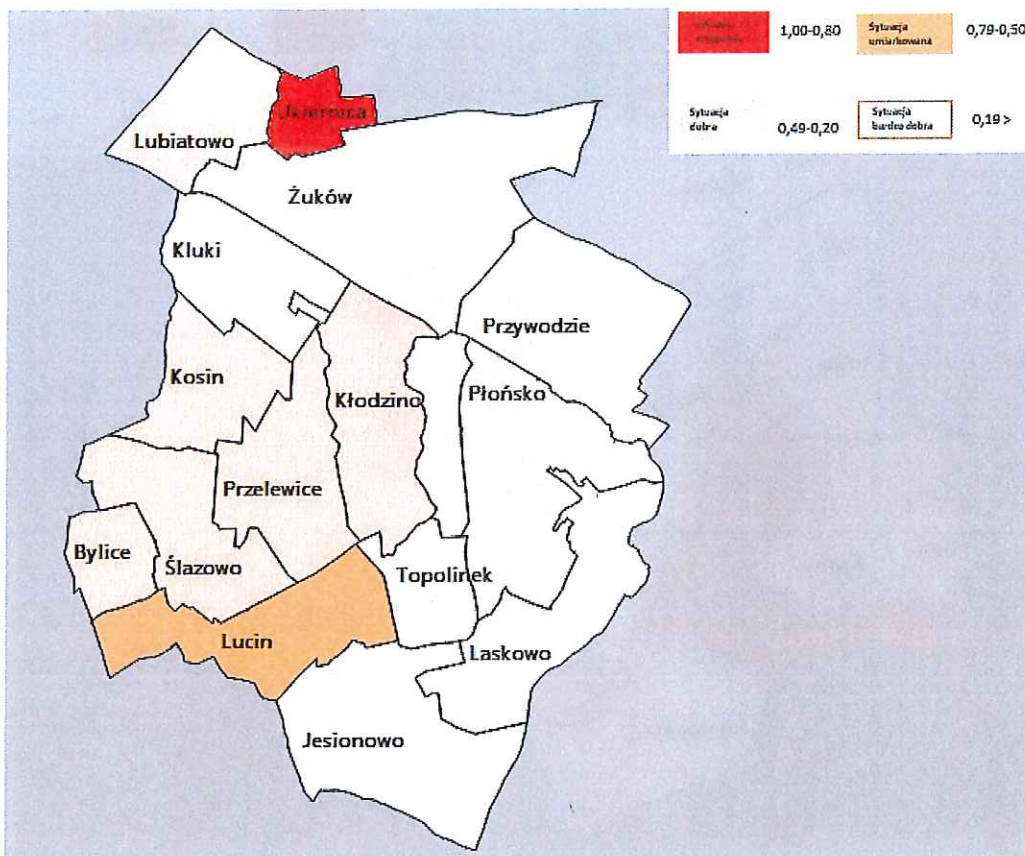 1,00-0,80
Sytuacja
umiarkowana
0,79-0,50
Sytuacja
dobra
0,49-0,20
Sytuacja
bardzo dobra
0,19 >
Lubiatowo
Żuków
Kluki
Przywodzie
Kosin
Kłodzino
Płońsko
Przelewice
Bylice
Ślazowo
Topolinek
Lucin
Laskowo
Jesionowo